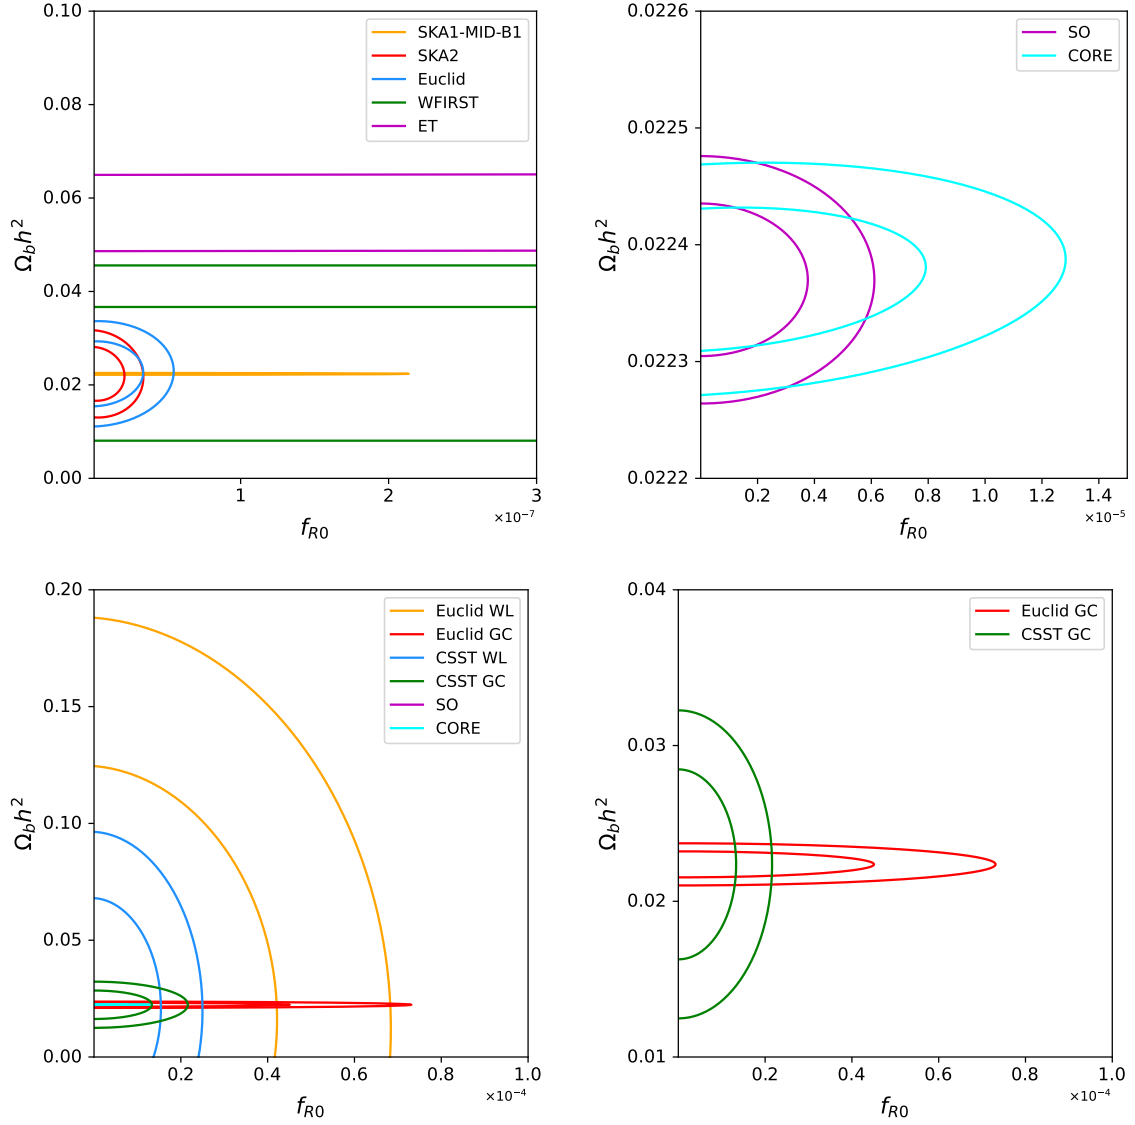 0.10
0.08
0.06
0.04
0.02
0.00
Ω_b h²
SKA1-MID-B1
SKA2
Euclid
WFIRST
ET
1
2
3
×10⁻⁷
f_R0
0.0226
0.0225
0.0224
0.0223
0.0222
Ω_b h²
SO
CORE
0.2
0.4
0.6
0.8
1.0
1.2
1.4
×10⁻⁵
f_R0
0.20
0.15
0.10
0.05
0.00
Ω_b h²
Euclid WL
Euclid GC
CSST WL
CSST GC
SO
CORE
0.2
0.4
0.6
0.8
1.0
×10⁻⁴
f_R0
0.04
0.03
0.02
0.01
Ω_b h²
Euclid GC
CSST GC
0.2
0.4
0.6
0.8
1.0
×10⁻⁴
f_R0